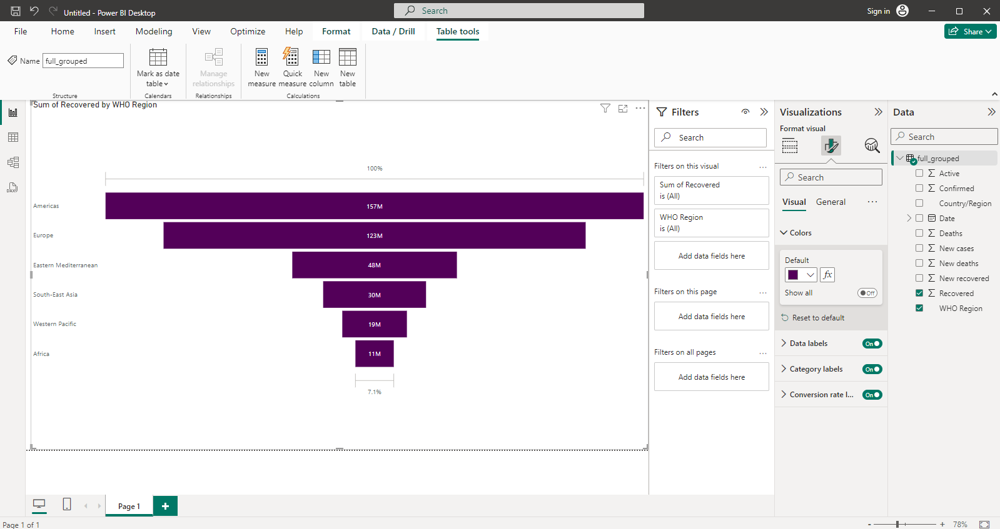 Untitled - Power BI Desktop
Search
Sign in
File
Home
Insert
Modeling
View
Optimize
Help
Format
Data / Drill
Table tools
Share
Name
full_grouped
Mark as date
table
Manage
relationships
New
measure
Quick
measure
New
column
New
table
Structure
Calendars
Relationships
Calculations
Sum of Recovered by WHO Region
100%
Americas
157M
Europe
123M
Eastern Mediterranean
48M
South-East Asia
30M
Western Pacific
19M
Africa
11M
7.1%
Filters
Search
Filters on this visual
...
Sum of Recovered
is (All)
WHO Region
is (All)
Add data fields here
Filters on this page
...
Add data fields here
Filters on all pages
...
Add data fields here
Visualizations
Format visual
Search
Visual
General
...
Colors
Default
fx
Show all
Off
Reset to default
Data labels
On
Category labels
On
Conversion rate l...
On
Data
Search
full_grouped
Active
Confirmed
Country/Region
Date
Deaths
New cases
New deaths
New recovered
Recovered
WHO Region
DAX
Page 1
+
Page 1 of 1
-
+
78%